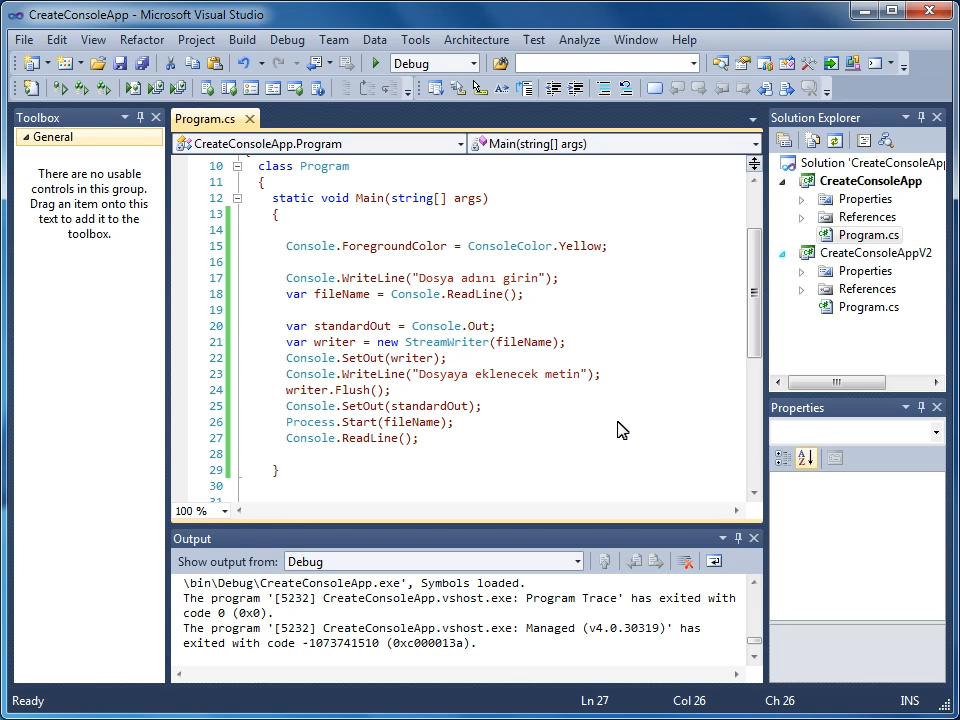 CreateConsoleApp - Microsoft Visual Studio
File Edit View Refactor Project Build Debug Team Data Tools Architecture Test Analyze Window Help
Debug
Toolbox
General
There are no usable
controls in this group.
Drag an item onto this
text to add it to the
toolbox.
Program.cs
CreateConsoleApp.Program
Main(string[] args)
10 class Program
11 {
12 static void Main(string[] args)
13 {
14
15 Console.ForegroundColor = ConsoleColor.Yellow;
16
17 Console.WriteLine("Dosya adını girin");
18 var fileName = Console.ReadLine();
19
20 var standardOut = Console.Out;
21 var writer = new StreamWriter(fileName);
22 Console.SetOut(writer);
23 Console.WriteLine("Dosyaya eklenecek metin");
24 writer.Flush();
25 Console.SetOut(standardOut);
26 Process.Start(fileName);
27 Console.ReadLine();
28
29 }
30
31
100 %
Output
Show output from: Debug
\bin\Debug\CreateConsoleApp.exe', Symbols loaded.
The program '[5232] CreateConsoleApp.vshost.exe: Program Trace' has exited with
code 0 (0x0).
The program '[5232] CreateConsoleApp.vshost.exe: Managed (v4.0.30319)' has
exited with code -1073741510 (0xc000013a).
Solution Explorer
Solution 'CreateConsoleApp
CreateConsoleApp
Properties
References
Program.cs
CreateConsoleAppV2
Properties
References
Program.cs
Properties
Ready Ln 27 Col 26 Ch 26 INS